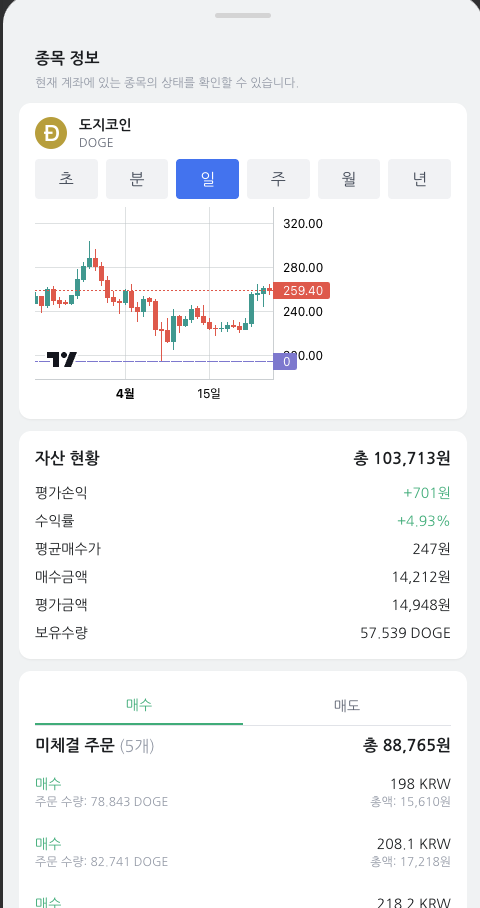 종목 정보
현재 계좌에 있는 종목의 상태를 확인할 수 있습니다.
도지코인
DOGE
초 분 일 주 월 년
320.00
280.00
259.40
240.00
0
4월 15일
자산 현황 총 103,713원
평가손익 +701원
수익률 +4.93%
평균매수가 247원
매수금액 14,212원
평가금액 14,948원
보유수량 57.539 DOGE
매수 매도
미체결 주문 (5개) 총 88,765원
매수 198 KRW
주문 수량: 78.843 DOGE 총액: 15,610원
매수 208.1 KRW
주문 수량: 82.741 DOGE 총액: 17,218원
매수 218.2 KRW